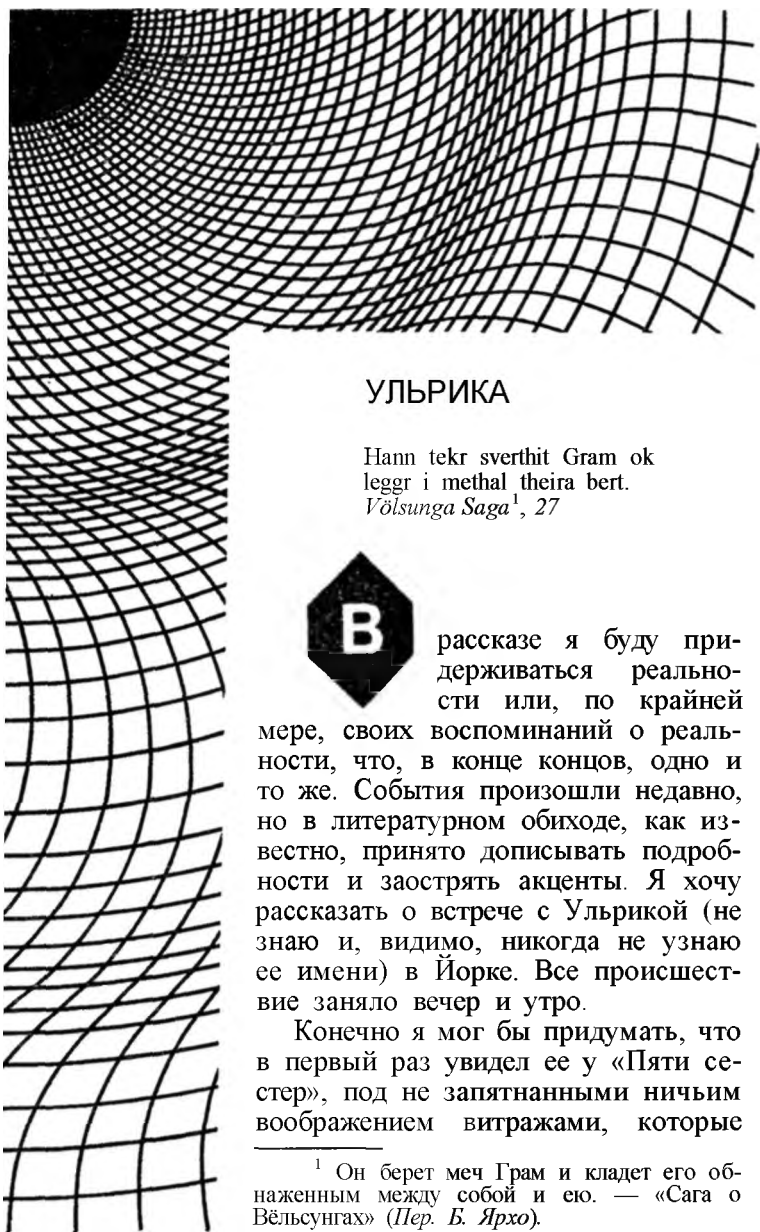 УЛЬРИКА
Hann tekr sverthit Gram ok
leggr i methal theira bert.
Völsunga Saga¹, 27
В рассказе я буду при-
держиваться реально-
сти или, по крайней
мере, своих воспоминаний о реаль-
ности, что, в конце концов, одно и
то же. События произошли недавно,
но в литературном обиходе, как из-
вестно, принято дописывать подроб-
ности и заострять акценты. Я хочу
рассказать о встрече с Ульрикой (не
знаю и, видимо, никогда не узнаю
ее имени) в Йорке. Все происшест-
вие заняло вечер и утро.
Конечно я мог бы придумать, что
в первый раз увидел ее у «Пяти се-
стер», под не запятнанными ничьим
воображением витражами, которые
¹ Он берет меч Грам и кладет его об-
наженным между собой и ею. — «Сага о
Вёльсунгах» (Пер. Б. Ярхо).